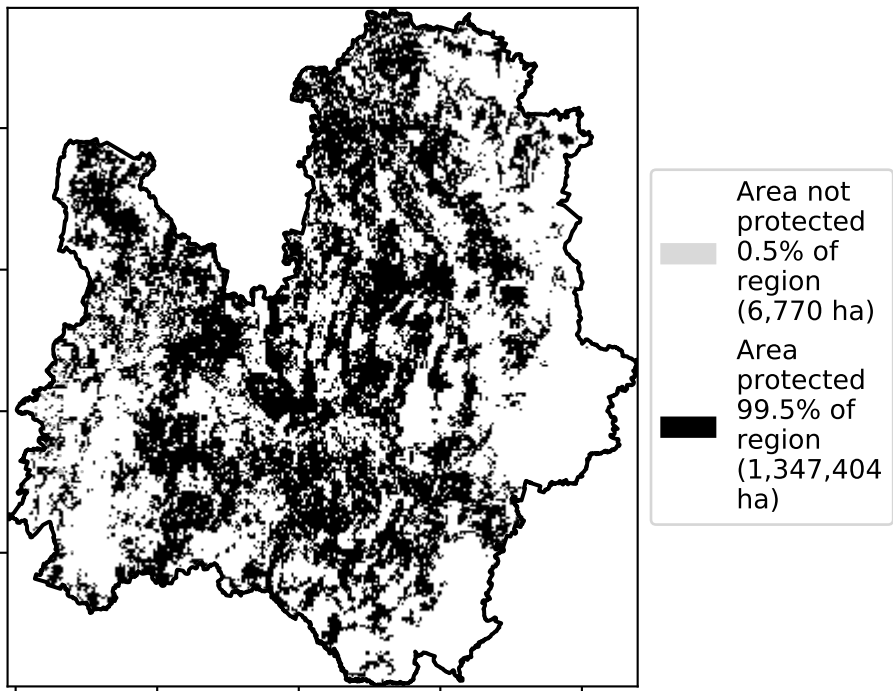 Area not
protected
0.5% of
region
(6,770 ha)
Area
protected
99.5% of
region
(1,347,404
ha)